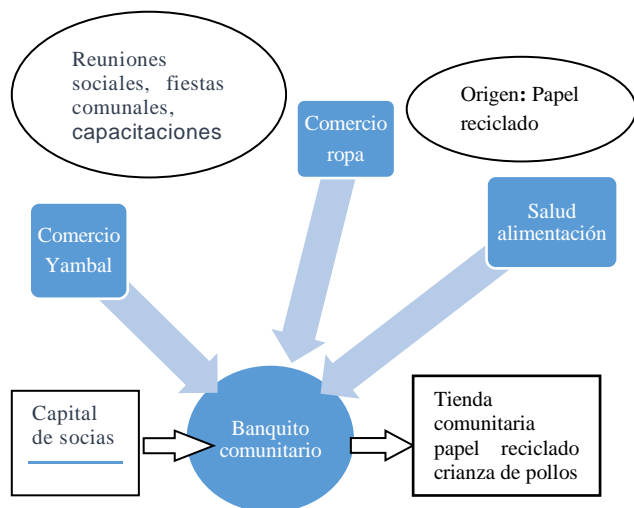 Reuniones
sociales, fiestas
comunales,
capacitaciones
Comercio
ropa
Origen: Papel
reciclado
Comercio
Yambal
Salud
alimentación
Capital
de socias
Banquito
comunitario
Tienda
comunitaria
papel reciclado
crianza de pollos